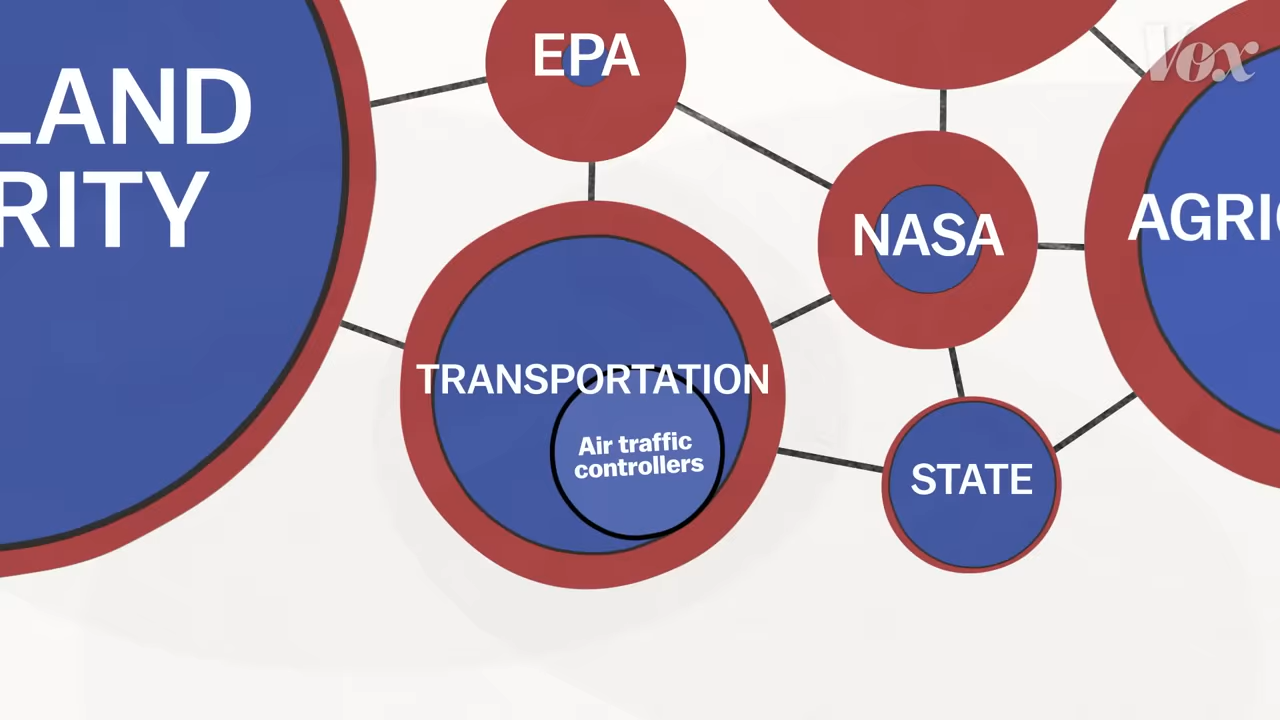 EPA
Vox
LAND
RITY
NASA
AGRIC
TRANSPORTATION
Air traffic
controllers
STATE